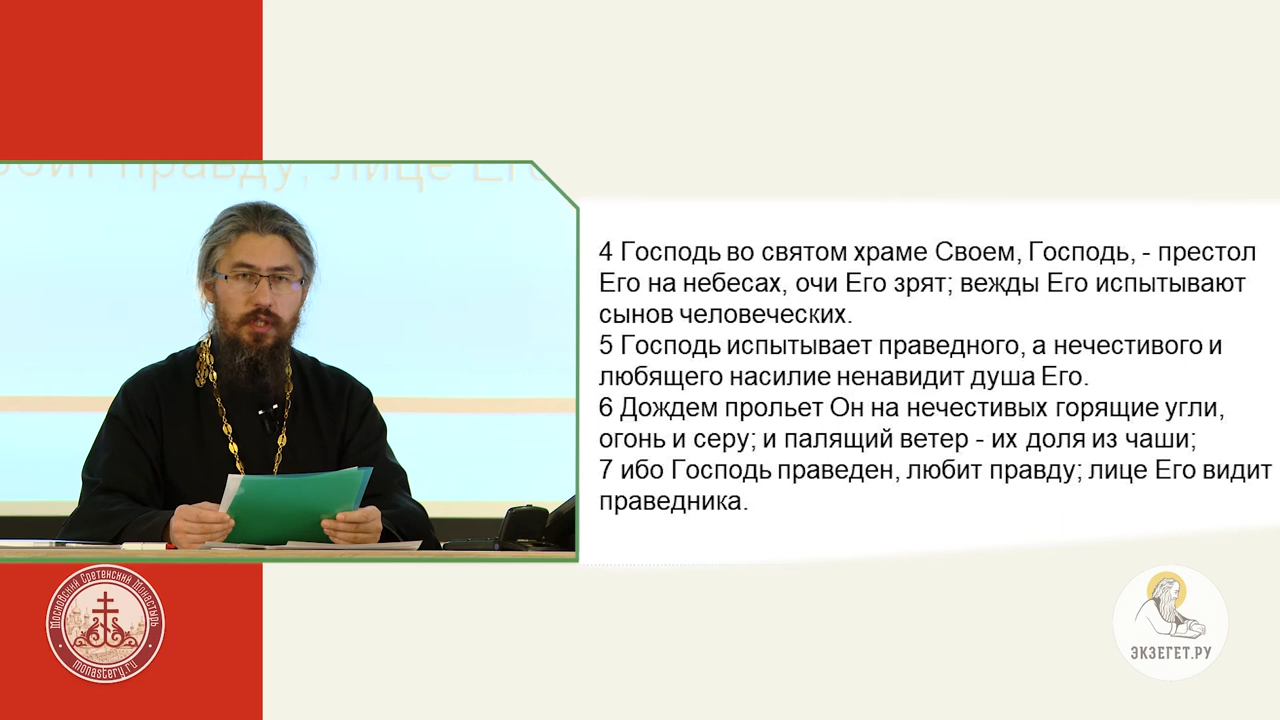 бит правду; лице Его
4 Господь во святом храме Своем, Господь, - престол
Его на небесах, очи Его зрят; вежды Его испытывают
сынов человеческих.
5 Господь испытывает праведного, а нечестивого и
любящего насилие ненавидит душа Его.
6 Дождем прольет Он на нечестивых горящие угли,
огонь и серу; и палящий ветер - их доля из чаши;
7 ибо Господь праведен, любит правду; лице Его видит
праведника.
Московский Сретенский Монастырь
monastery.ru
ЭКЗЕГЕТ.РУ